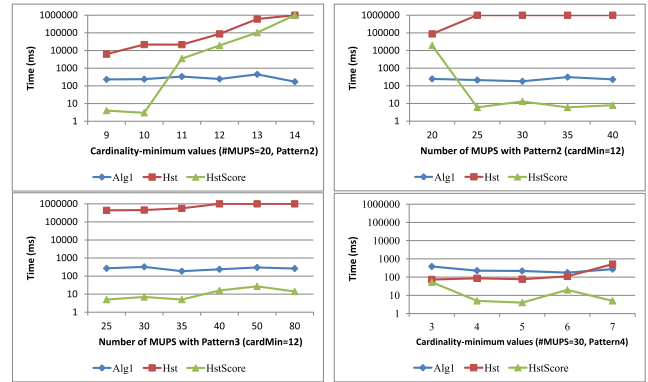 1000000
100000
10000
1000
100
10
1
Time (ms)
9 10 11 12 13 14
Cardinality-minimum values (#MUPS=20, Pattern2)
Alg1 Hst HstScore
1000000
100000
10000
1000
100
10
1
Time (ms)
20 25 30 35 40
Number of MUPS with Pattern2 (cardMin=12)
Alg1 Hst HstScore
1000000
100000
10000
1000
100
10
1
Time (ms)
25 30 35 40 50 80
Number of MUPS with Pattern3 (cardMin=12)
Alg1 Hst HstScore
1000000
100000
10000
1000
100
10
1
Time (ms)
3 4 5 6 7
Cardinality-minimum values (#MUPS=30, Pattern4)
Alg1 Hst HstScore